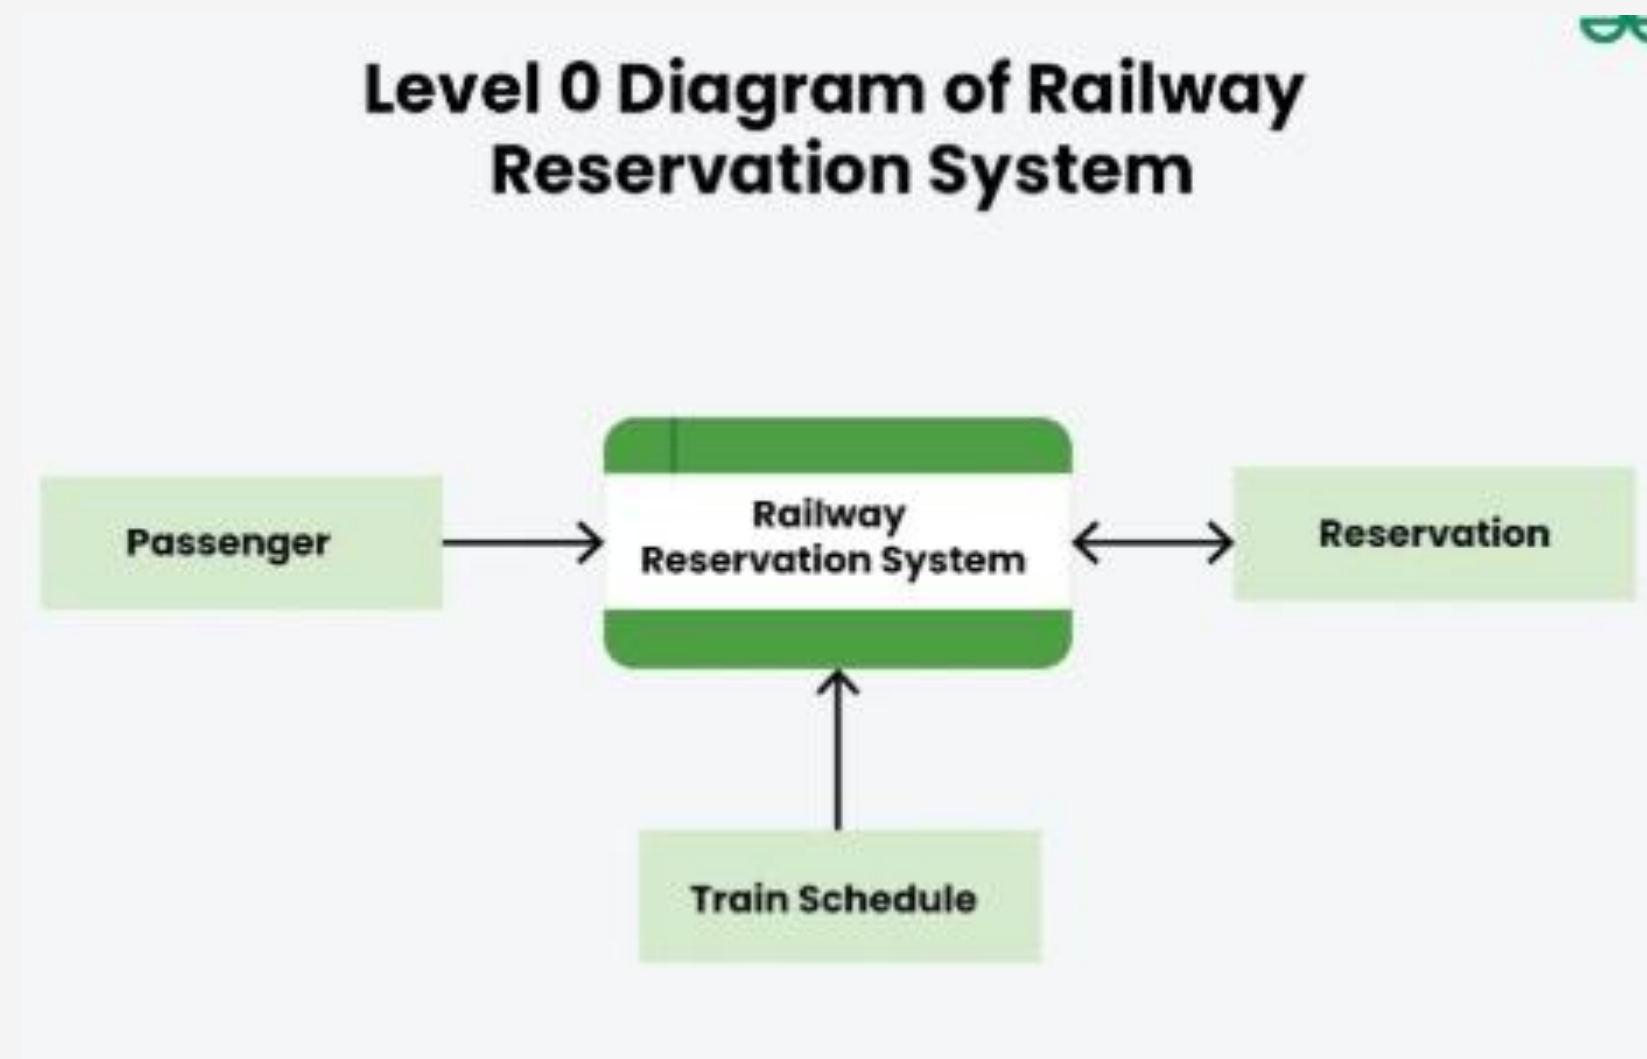 Level 0 Diagram of Railway
Reservation System
Railway
Reservation System
Passenger
Reservation
Train Schedule